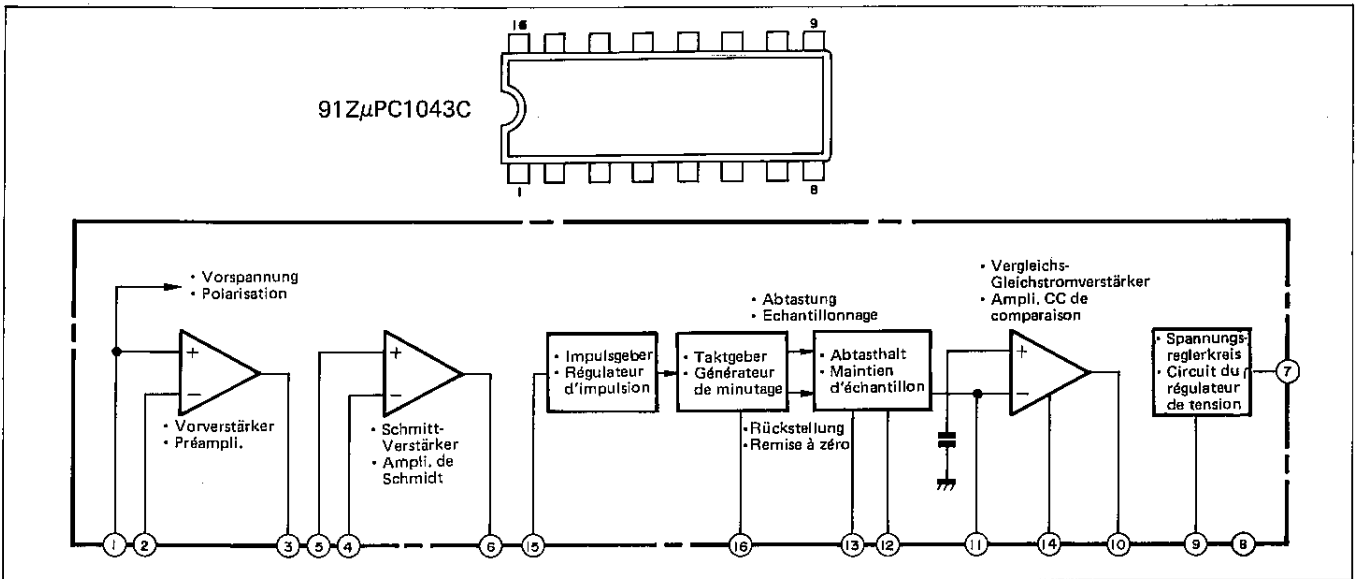 16
9
91ZμPC1043C
1
8
• Vorspannung
• Polarisation
+
−
• Vorverstärker
• Préampli.
+
−
• Schmitt-
Verstärker
• Ampli. de
Schmidt
• Impulsgeber
• Régulateur
d'impulsion
• Taktgeber
• Générateur
de minutage
• Rückstellung
• Remise à zéro
• Abtastung
• Echantillonnage
• Abtasthalt
• Maintien
d'échantillon
• Vergleichs-
Gleichstromverstärker
• Ampli. CC de
comparaison
+
−
• Spannungs-
reglerkreis
• Circuit du
régulateur
de tension
7
1 2 3 5 4 6 15 16 13 12 11 14 10 9 8